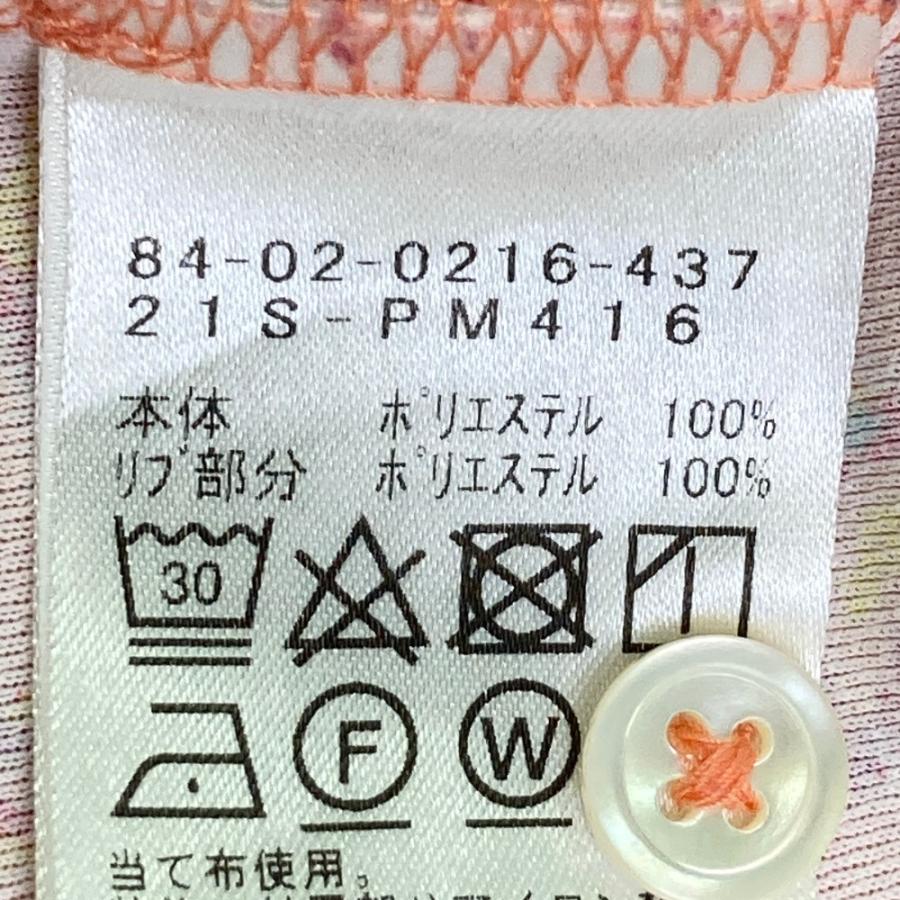 84-02-0216-437
21S-PM416
本体 ポリエステル 100%
リブ部分 ポリエステル 100%
30
F W
当て布使用。